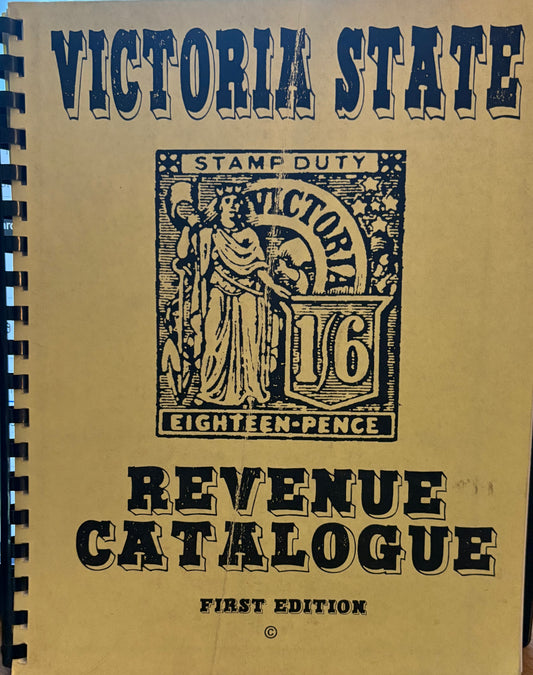 VICTORIA STATE
STAMP DUTY
VICTORIA
1/6
EIGHTEEN-PENCE
REVENUE
CATALOGUE
FIRST EDITION
©